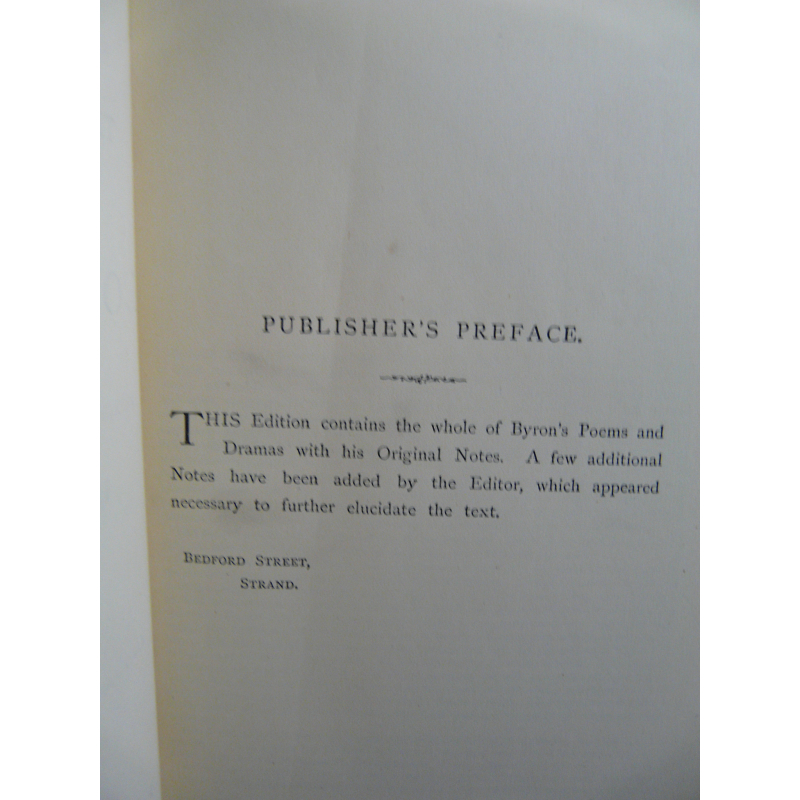 PUBLISHER'S PREFACE.
THIS Edition contains the whole of Byron's Poems and
Dramas with his Original Notes. A few additional
Notes have been added by the Editor, which appeared
necessary to further elucidate the text.
BEDFORD STREET,
STRAND.